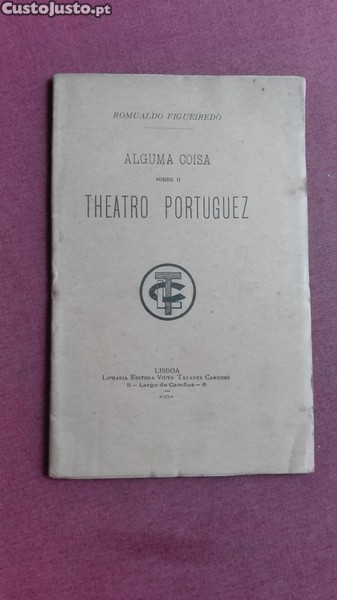 CustoJusto.pt
ROMUALDO FIGUEIREDO
ALGUMA COISA
SOBRE O
THEATRO PORTUGUEZ
LISBOA
LIVRARIA EDITORA VIUVA TAVARES CARDOSO
5 — Largo de Camões — 6